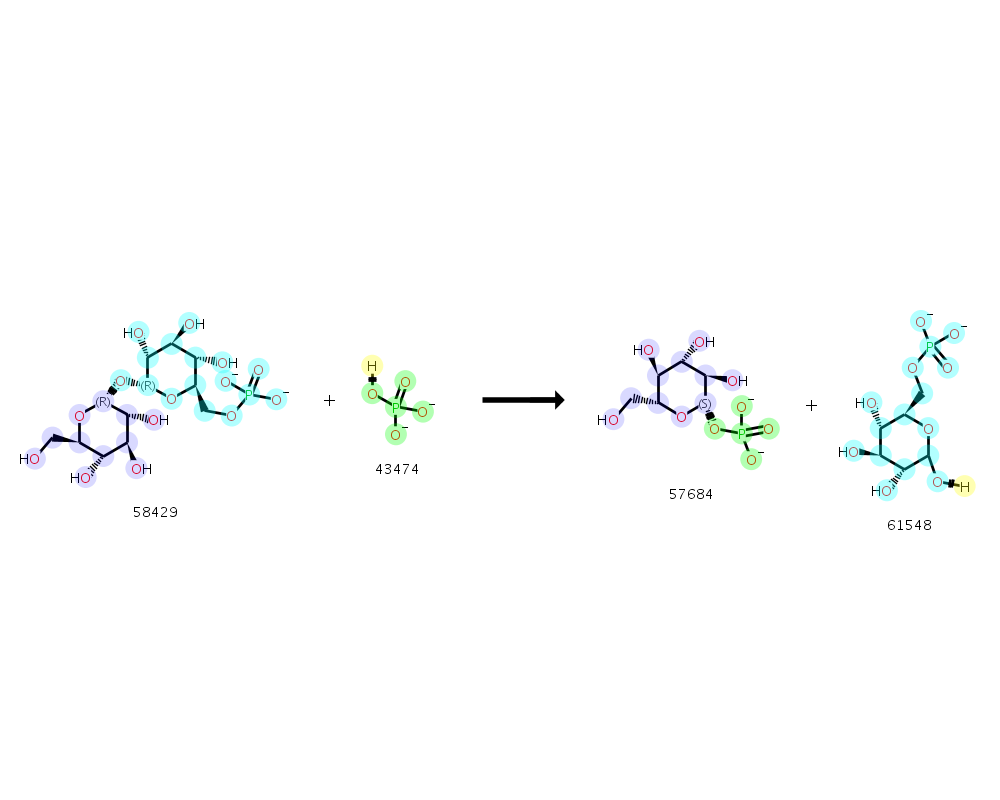 HO OH
OH
O (R)
O⁻ P O O⁻
(R) O O
O OH
HO
HO OH
58429
+
H
O O
P O⁻
O⁻
43474
HO OH
OH
HO O (S)
O⁻
O P O
O⁻
57684
+
O⁻ O⁻
P
O O
HO
O
HO
HO O H
61548